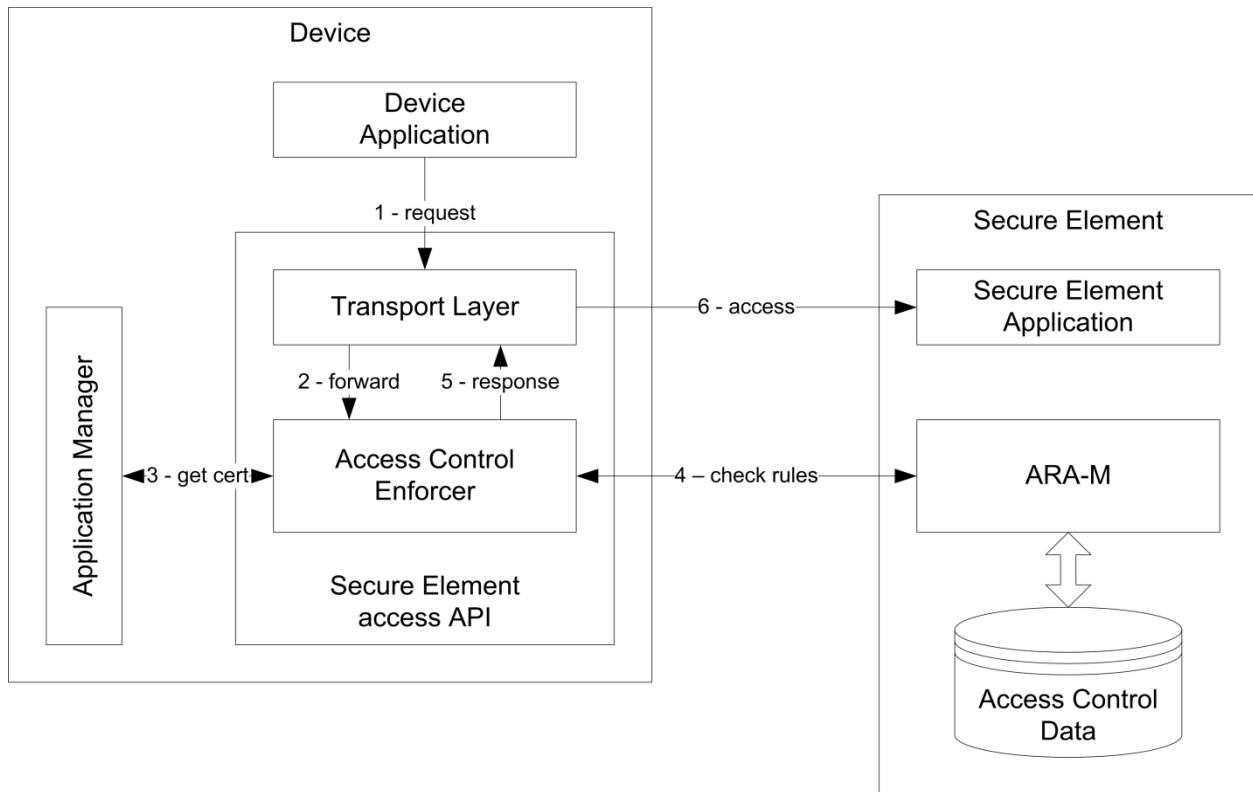 Device
Device
Application
1 - request
Secure Element
Transport Layer
6 - access
Secure Element
Application
2 - forward
5 - response
Application Manager
3 - get cert
Access Control
Enforcer
4 – check rules
ARA-M
Secure Element
access API
Access Control
Data